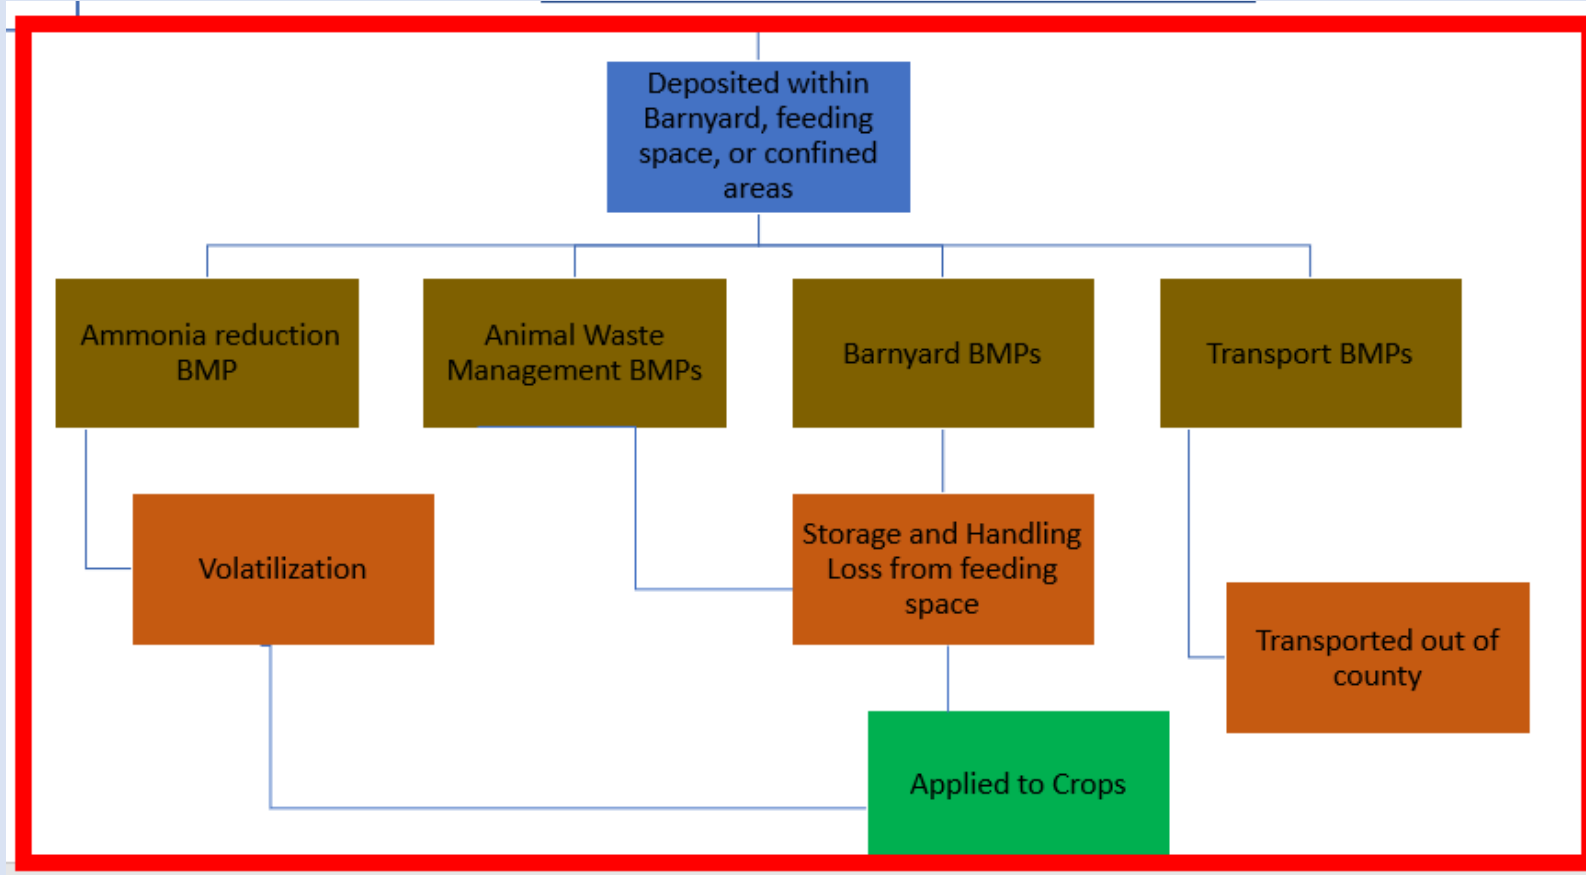 Deposited within
Barnyard, feeding
space, or confined
areas
Ammonia reduction
BMP
Animal Waste
Management BMPs
Barnyard BMPs
Transport BMPs
Volatilization
Storage and Handling
Loss from feeding
space
Transported out of
county
Applied to Crops